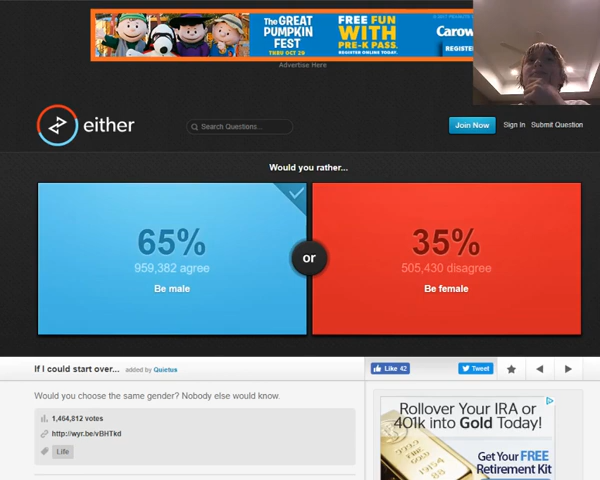 The GREAT PUMPKIN FEST
THRU OCT 29
FREE FUN WITH PRE-K PASS.
REGISTER ONLINE TODAY.
Carow
REGISTER
Advertise Here
either
Search Questions...
Join Now
Sign In
Submit Question
Would you rather...
65%
959,382 agree
Be male
or
35%
505,430 disagree
Be female
If I could start over... added by Quietus
Like 42
Tweet
Would you choose the same gender? Nobody else would know.
1,464,812 votes
http://wyr.be/vBHTkd
Life
Rollover Your IRA or
401k into Gold Today!
Get Your FREE
Retirement Kit